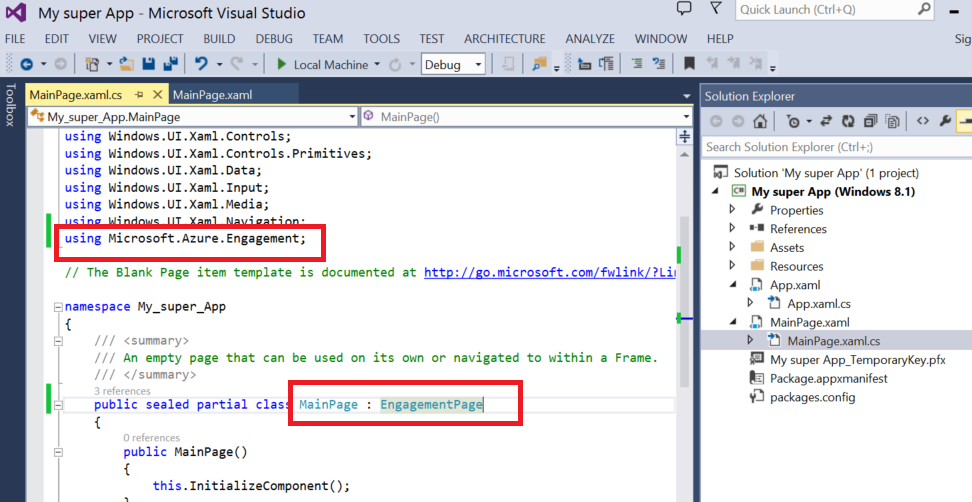 My super App - Microsoft Visual Studio
Quick Launch (Ctrl+Q)
FILE EDIT VIEW PROJECT BUILD DEBUG TEAM TOOLS TEST ARCHITECTURE ANALYZE WINDOW HELP
Local Machine Debug
Toolbox
MainPage.xaml.cs MainPage.xaml
My_super_App.MainPage MainPage()
using Windows.UI.Xaml.Controls;
using Windows.UI.Xaml.Controls.Primitives;
using Windows.UI.Xaml.Data;
using Windows.UI.Xaml.Input;
using Windows.UI.Xaml.Media;
using Windows.UI.Xaml.Navigation;
using Microsoft.Azure.Engagement;
// The Blank Page item template is documented at http://go.microsoft.com/fwlink/?Li
namespace My_super_App
{
/// <summary>
/// An empty page that can be used on its own or navigated to within a Frame.
/// </summary>
3 references
public sealed partial class MainPage : EngagementPage
{
0 references
public MainPage()
{
this.InitializeComponent();
Solution Explorer
Search Solution Explorer (Ctrl+;)
Solution 'My super App' (1 project)
C# My super App (Windows 8.1)
Properties
References
Assets
Resources
App.xaml
App.xaml.cs
MainPage.xaml
MainPage.xaml.cs
My super App_TemporaryKey.pfx
Package.appxmanifest
packages.config